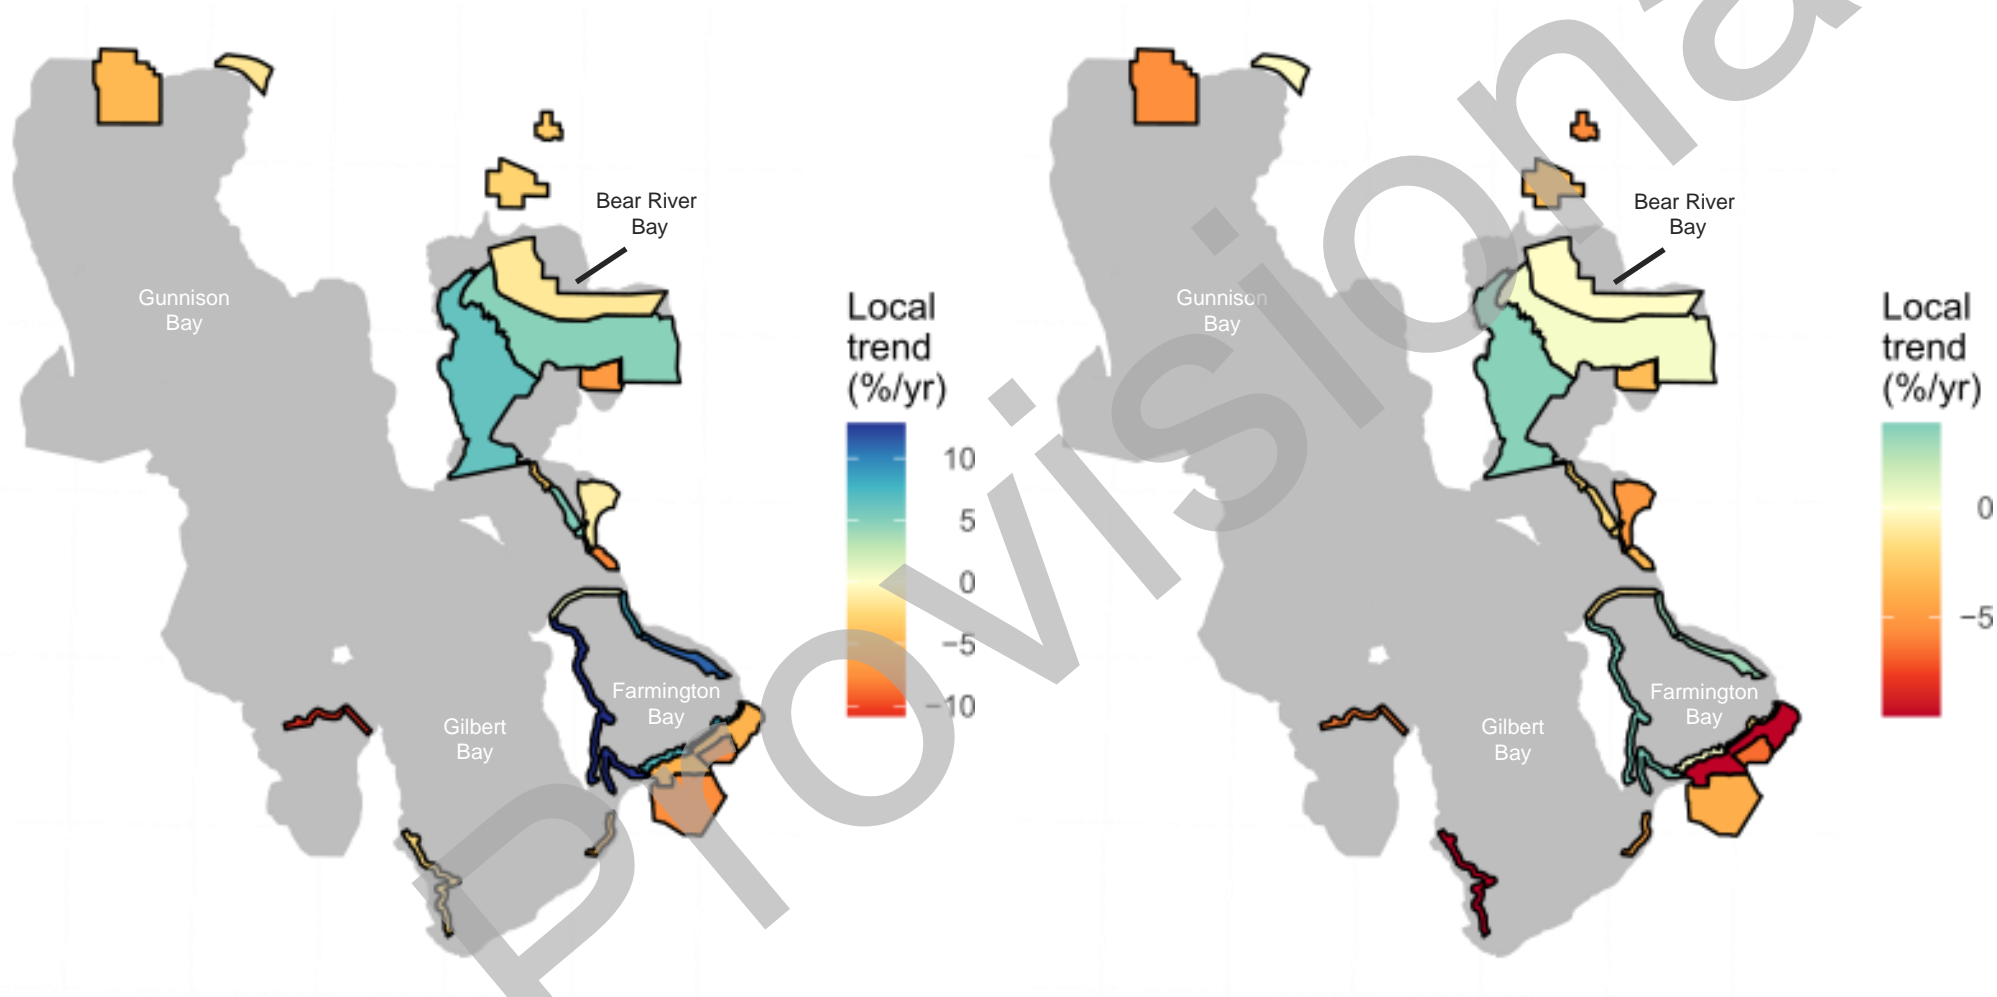 Bear River
Bay
Gunnison
Bay
Local
trend
(%/yr)
10
5
0
−5
−10
Farmington
Bay
Gilbert
Bay
Bear River
Bay
Gunnison
Bay
Local
trend
(%/yr)
0
−5
Farmington
Bay
Gilbert
Bay
Provisiona